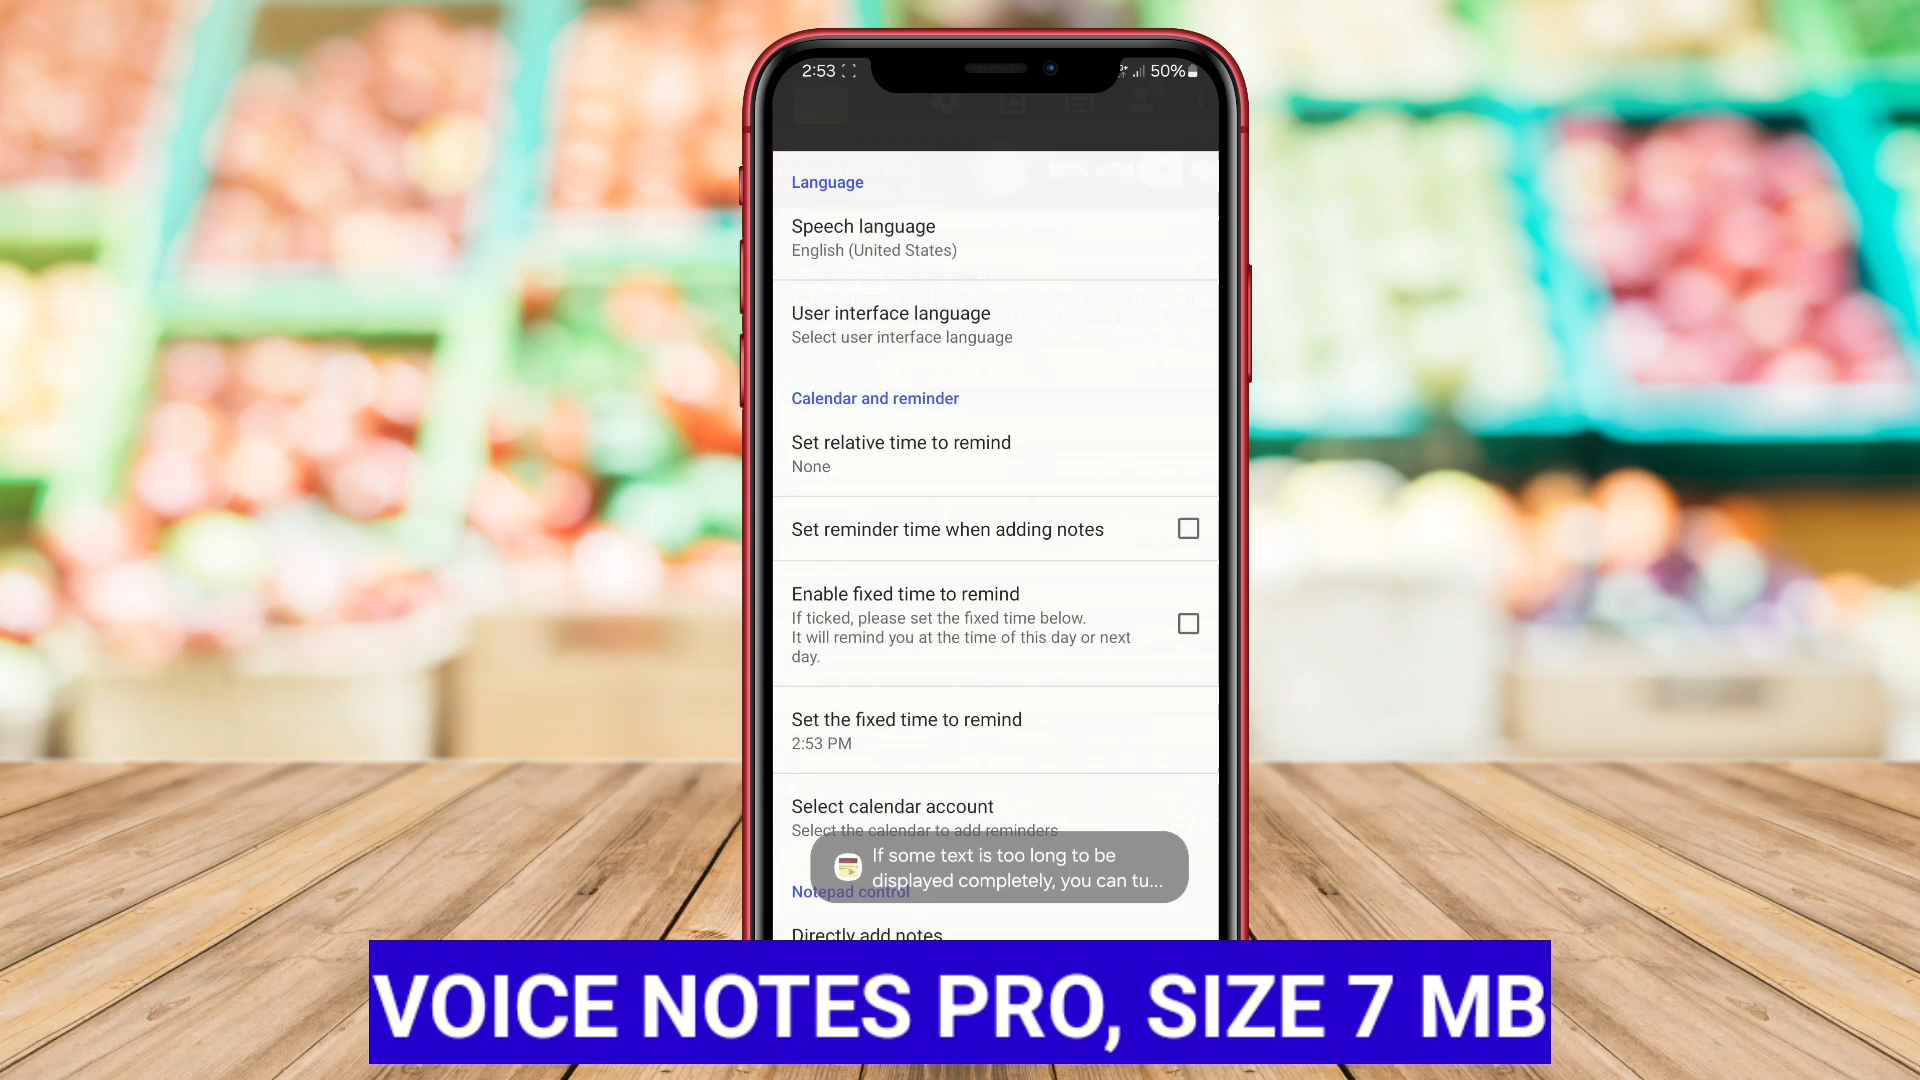 2:53
50%
Language
Speech language
English (United States)
User interface language
Select user interface language
Calendar and reminder
Set relative time to remind
None
Set reminder time when adding notes
Enable fixed time to remind
If ticked, please set the fixed time below.
It will remind you at the time of this day or next
day.
Set the fixed time to remind
2:53 PM
Select calendar account
Select the calendar to add reminders
If some text is too long to be
displayed completely, you can tu...
Notepad control
Directly add notes
VOICE NOTES PRO, SIZE 7 MB